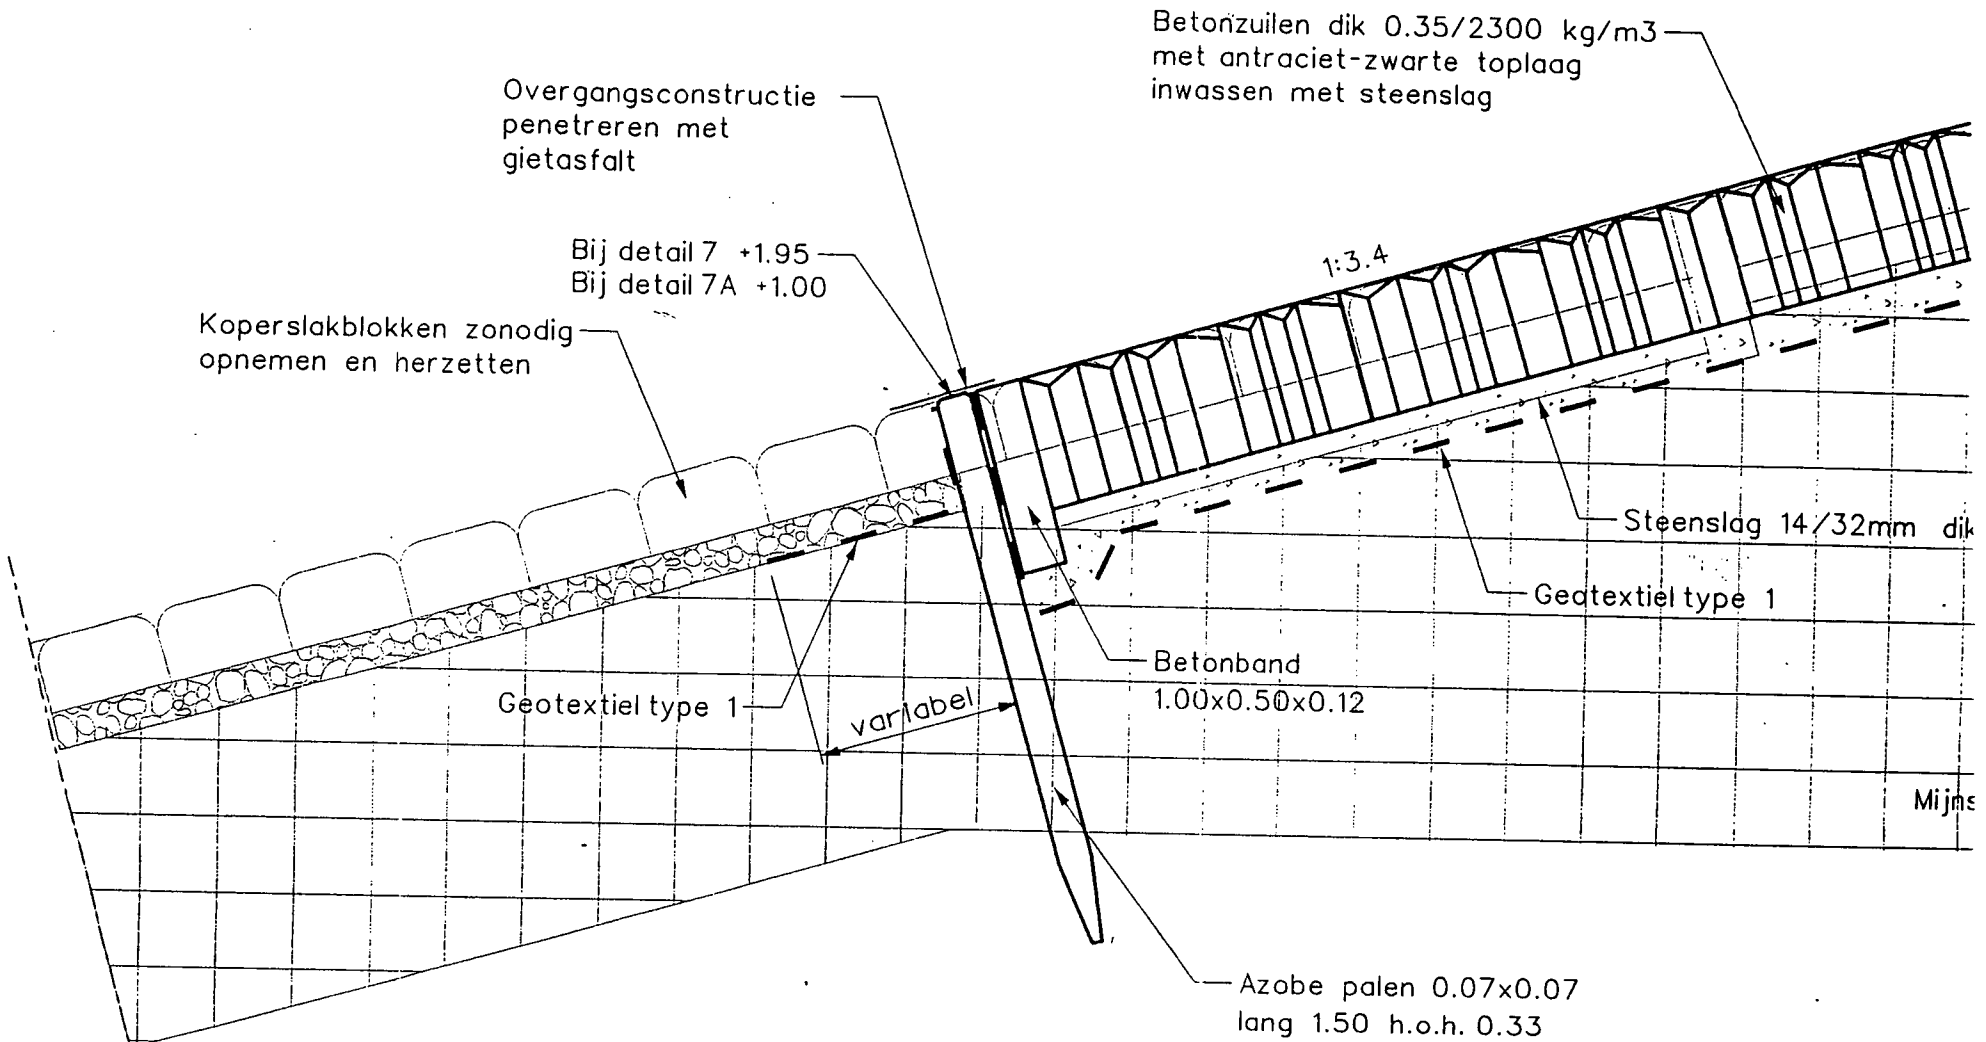 Betonzuilen dik 0.35/2300 kg/m3
met antraciet-zwarte toplaag
inwassen met steenslag
Overgangsconstructie
penetreren met
gietasfalt
Bij detail 7 +1.95
Bij detail 7A +1.00
1:3.4
Koperslakblokken zonodig
opnemen en herzetten
Steenslag 14/32mm dik
Geotextiel type 1
Betonband
1.00x0.50x0.12
Geotextiel type 1
variabel
Mijns
Azobe palen 0.07x0.07
lang 1.50 h.o.h. 0.33